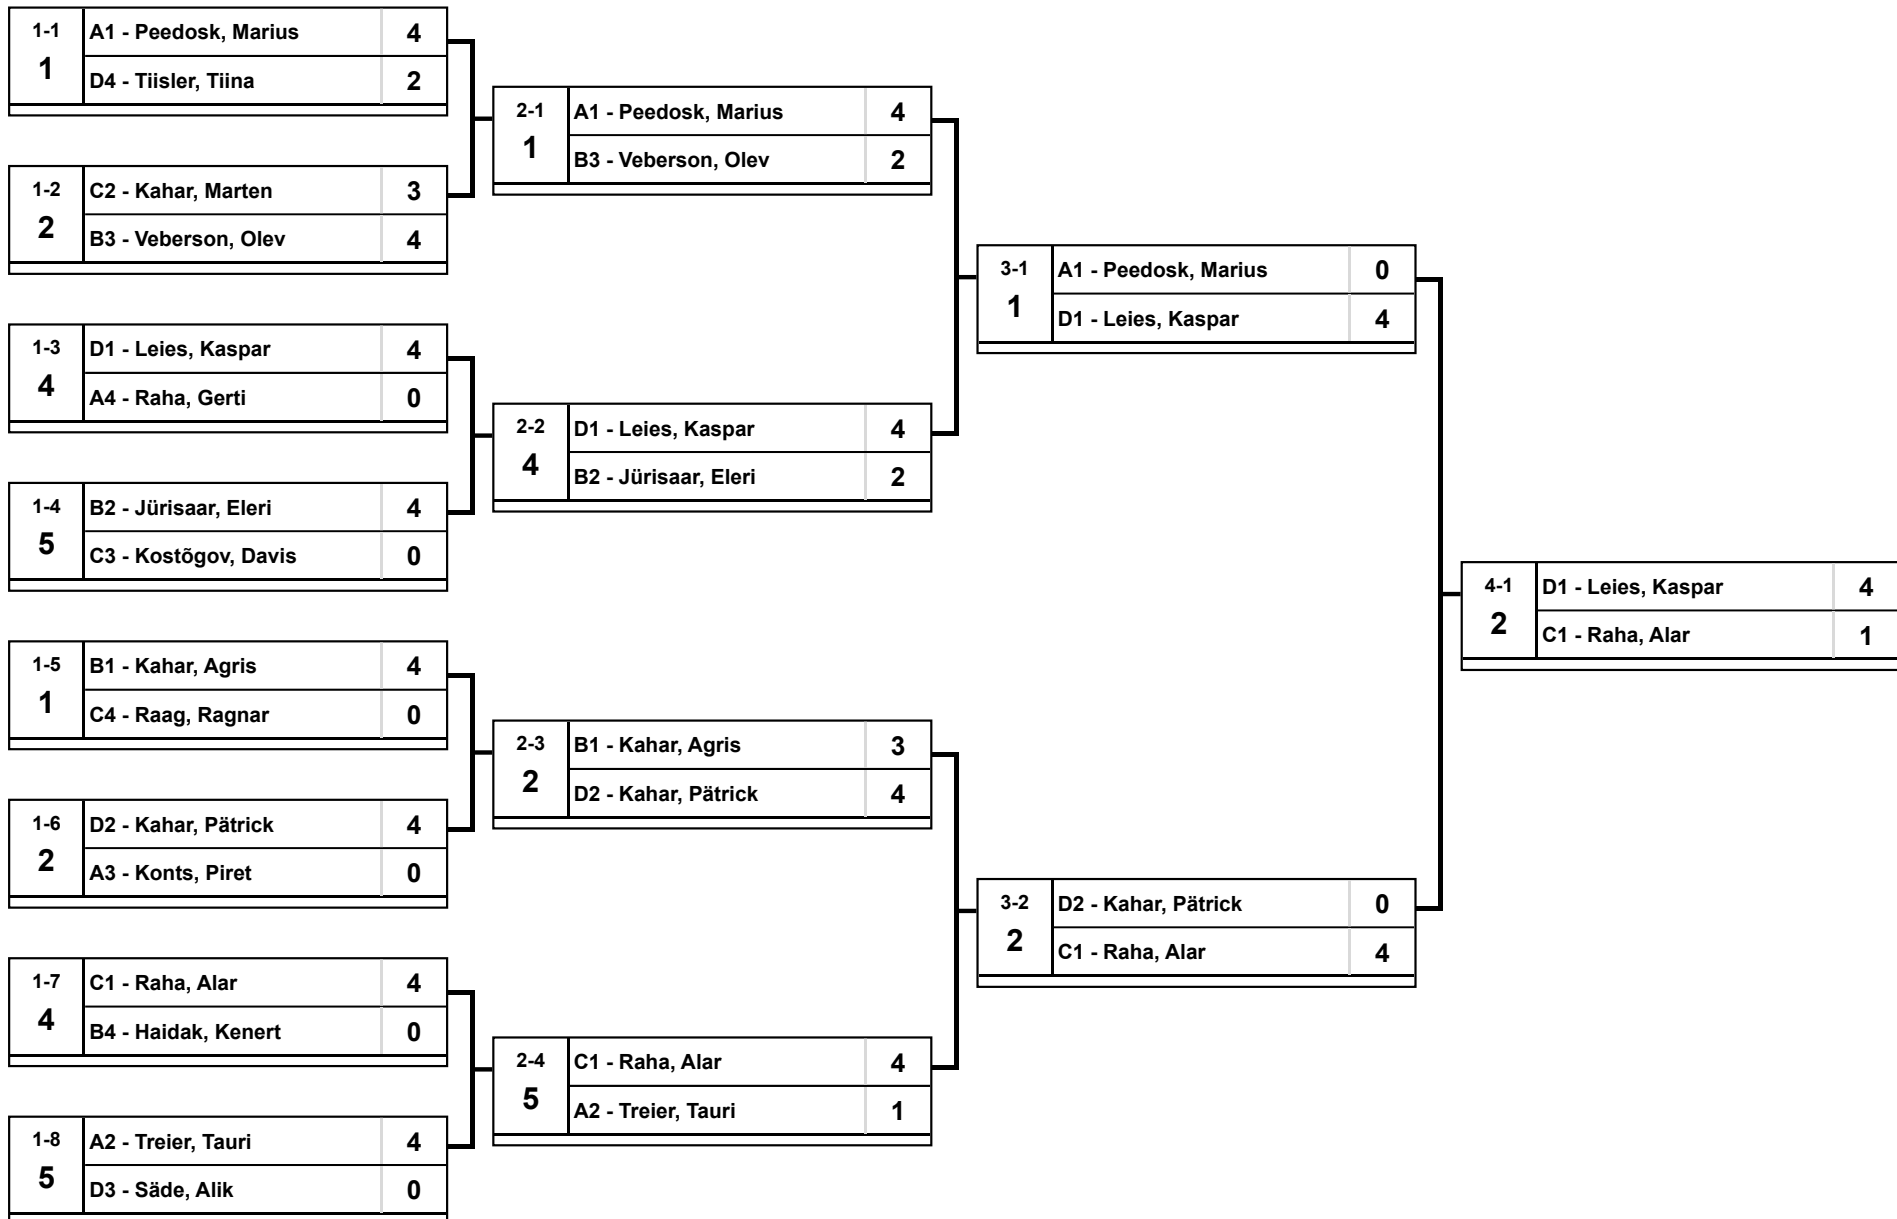 1-1
1
A1 - Peedosk, Marius 4
D4 - Tiisler, Tiina 2
1-2
2
C2 - Kahar, Marten 3
B3 - Veberson, Olev 4
1-3
4
D1 - Leies, Kaspar 4
A4 - Raha, Gerti 0
1-4
5
B2 - Jürisaar, Eleri 4
C3 - Kostõgov, Davis 0
1-5
1
B1 - Kahar, Agris 4
C4 - Raag, Ragnar 0
1-6
2
D2 - Kahar, Pätrick 4
A3 - Konts, Piret 0
1-7
4
C1 - Raha, Alar 4
B4 - Haidak, Kenert 0
1-8
5
A2 - Treier, Tauri 4
D3 - Säde, Alik 0
2-1
1
A1 - Peedosk, Marius 4
B3 - Veberson, Olev 2
2-2
4
D1 - Leies, Kaspar 4
B2 - Jürisaar, Eleri 2
2-3
2
B1 - Kahar, Agris 3
D2 - Kahar, Pätrick 4
2-4
5
C1 - Raha, Alar 4
A2 - Treier, Tauri 1
3-1
1
A1 - Peedosk, Marius 0
D1 - Leies, Kaspar 4
3-2
2
D2 - Kahar, Pätrick 0
C1 - Raha, Alar 4
4-1
2
D1 - Leies, Kaspar 4
C1 - Raha, Alar 1